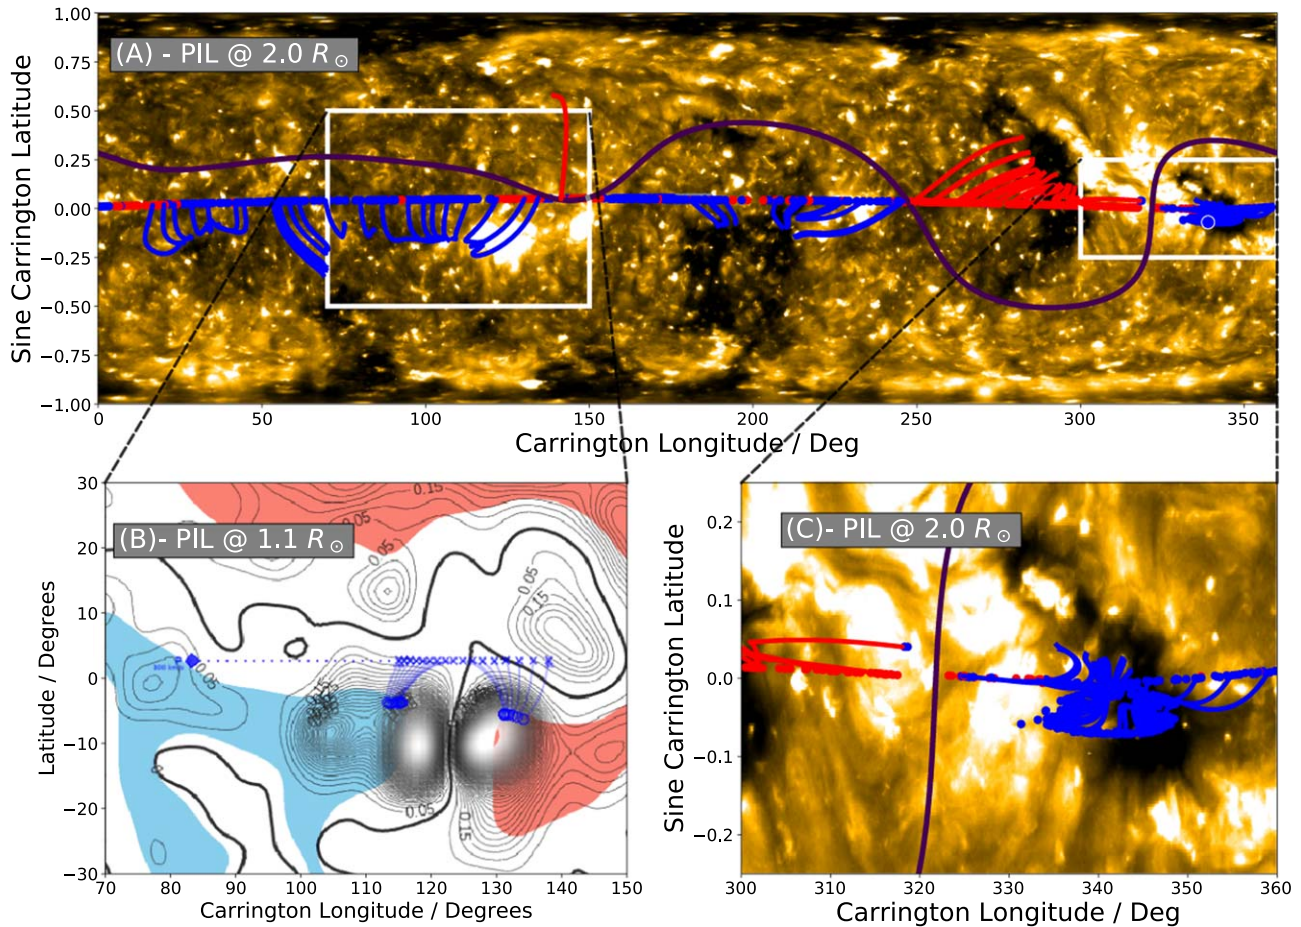 (A) - PIL @ 2.0 R⊙
1.00
0.75
0.50
0.25
0.00
−0.25
−0.50
−0.75
−1.00
Sine Carrington Latitude
0 50 100 150 200 250 300 350
Carrington Longitude / Deg
(B)- PIL @ 1.1 R⊙
30
20
10
0
−10
−20
−30
Latitude / Degrees
0.15
0.05
0.05
0.05
0.15
0.05
0.05
0.15
70 80 90 100 110 120 130 140 150
Carrington Longitude / Degrees
(C)- PIL @ 2.0 R⊙
0.2
0.1
0.0
−0.1
−0.2
Sine Carrington Latitude
300 310 320 330 340 350 360
Carrington Longitude / Deg